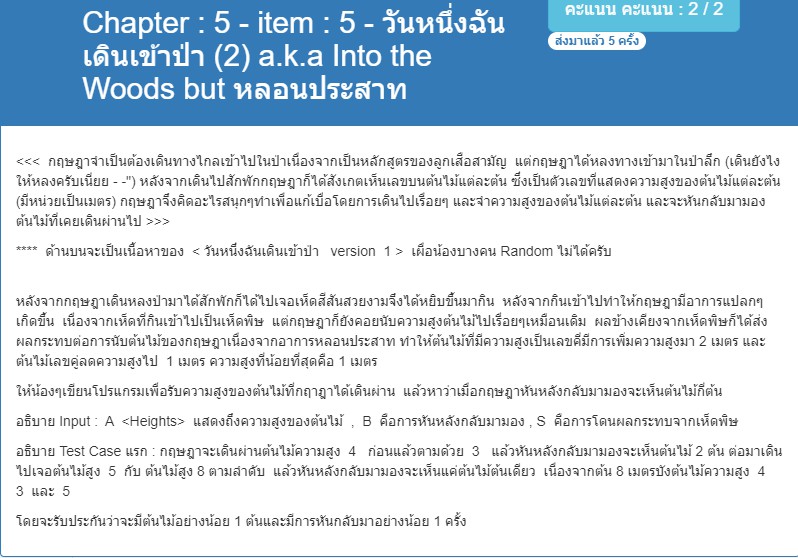 Chapter : 5 - item : 5 - วันหนึ่งฉัน
เดินเข้าป่า (2) a.k.a Into the
Woods but หลอนประสาท
คะแนน คะแนน : 2 / 2
ส่งมาแล้ว 5 ครั้ง
<<< กฤษฎาจำเป็นต้องเดินทางไกลเข้าไปในป่าเนื่องจากเป็นหลักสูตรของลูกเสือสามัญ แต่กฤษฎาได้หลงทางเข้ามาในป่าลึก (เดินยังไง
ให้หลงครับเนี่ยย - -") หลังจากเดินไปสักพักกฤษฎาก็ได้สังเกตเห็นเลขบนต้นไม้แต่ละต้น ซึ่งเป็นตัวเลขที่แสดงความสูงของต้นไม้แต่ละต้น
(มีหน่วยเป็นเมตร) กฤษฎาจึงคิดอะไรสนุกๆทำเพื่อแก้เบื่อโดยการเดินไปเรื่อยๆ และจำความสูงของต้นไม้แต่ละต้น และจะหันกลับมามอง
ต้นไม้ที่เคยเดินผ่านไป >>>
**** ด้านบนจะเป็นเนื้อหาของ < วันหนึ่งฉันเดินเข้าป่า version 1 > เผื่อน้องบางคน Random ไม่ได้ครับ
หลังจากกฤษฎาเดินหลงป่ามาได้สักพักก็ได้ไปเจอเห็ดสีสันสวยงามจึงได้หยิบขึ้นมากิน หลังจากกินเข้าไปทำให้กฤษฎามีอาการแปลกๆ
เกิดขึ้น เนื่องจากเห็ดที่กินเข้าไปเป็นเห็ดพิษ แต่กฤษฎาก็ยังคอยนับความสูงต้นไม้ไปเรื่อยๆเหมือนเดิม ผลข้างเคียงจากเห็ดพิษก็ได้ส่ง
ผลกระทบต่อการนับต้นไม้ของกฤษฎาเนื่องจากอาการหลอนประสาท ทำให้ต้นไม้ที่มีความสูงเป็นเลขคี่มีการเพิ่มความสูงมา 2 เมตร และ
ต้นไม้เลขคู่ลดความสูงไป 1 เมตร ความสูงที่น้อยที่สุดคือ 1 เมตร
ให้น้องๆเขียนโปรแกรมเพื่อรับความสูงของต้นไม้ที่กฤาฎาได้เดินผ่าน แล้วหาว่าเมื่อกฤษฎาหันหลังกลับมามองจะเห็นต้นไม้กี่ต้น
อธิบาย Input : A <Heights> แสดงถึงความสูงของต้นไม้ , B คือการหันหลังกลับมามอง , S คือการโดนผลกระทบจากเห็ดพิษ
อธิบาย Test Case แรก : กฤษฎาจะเดินผ่านต้นไม้ความสูง 4 ก่อนแล้วตามด้วย 3 แล้วหันหลังกลับมามองจะเห็นต้นไม้ 2 ต้น ต่อมาเดิน
ไปเจอต้นไม้สูง 5 กับ ต้นไม้สูง 8 ตามลำดับ แล้วหันหลังกลับมามองจะเห็นแค่ต้นไม้ต้นเดียว เนื่องจากต้น 8 เมตรบังต้นไม้ความสูง 4
3 และ 5
โดยจะรับประกันว่าจะมีต้นไม้อย่างน้อย 1 ต้นและมีการหันกลับมาอย่างน้อย 1 ครั้ง